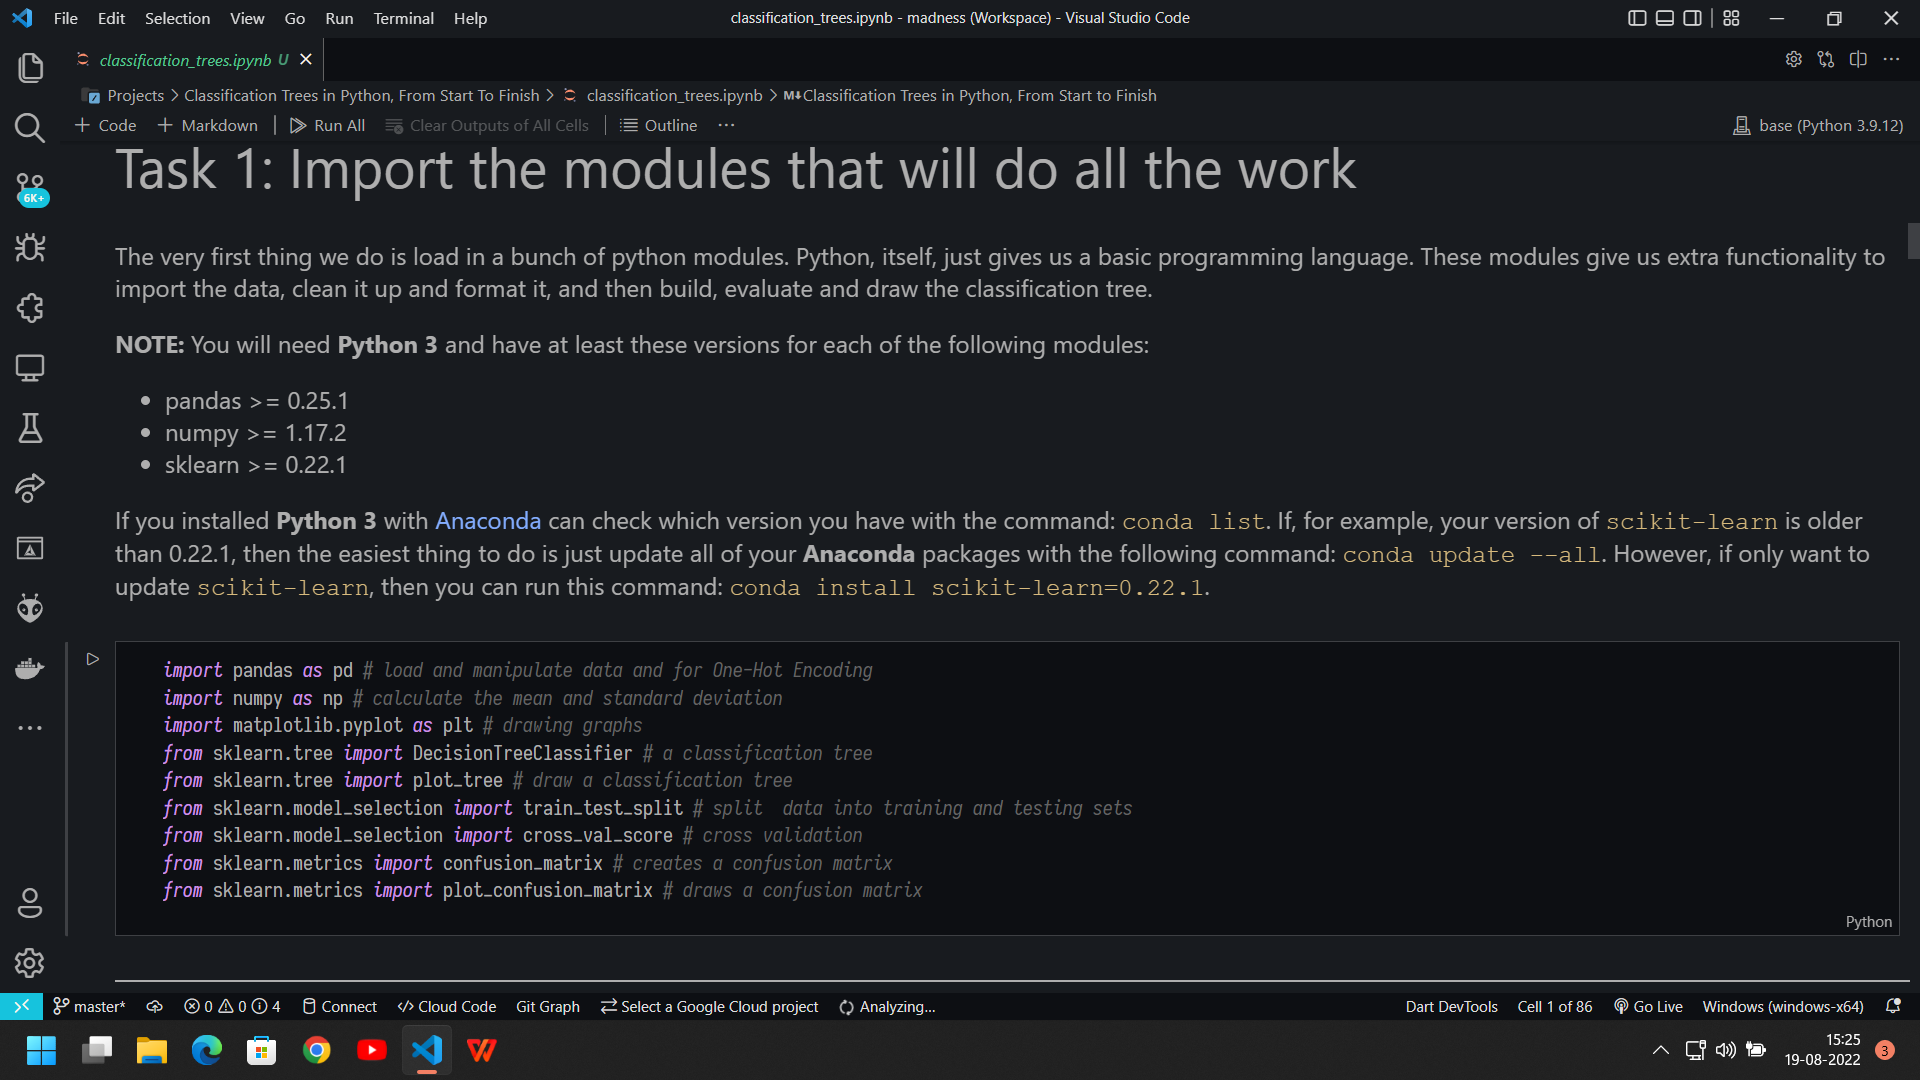 File Edit Selection View Go Run Terminal Help
classification_trees.ipynb - madness (Workspace) - Visual Studio Code
classification_trees.ipynb U
Projects > Classification Trees in Python, From Start To Finish > classification_trees.ipynb > M↓Classification Trees in Python, From Start to Finish
+ Code + Markdown | Run All Clear Outputs of All Cells | Outline ···
base (Python 3.9.12)
Task 1: Import the modules that will do all the work
6K+
The very first thing we do is load in a bunch of python modules. Python, itself, just gives us a basic programming language. These modules give us extra functionality to
import the data, clean it up and format it, and then build, evaluate and draw the classification tree.
NOTE: You will need Python 3 and have at least these versions for each of the following modules:
• pandas >= 0.25.1
• numpy >= 1.17.2
• sklearn >= 0.22.1
If you installed Python 3 with Anaconda can check which version you have with the command: conda list. If, for example, your version of scikit-learn is older
than 0.22.1, then the easiest thing to do is just update all of your Anaconda packages with the following command: conda update --all. However, if only want to
update scikit-learn, then you can run this command: conda install scikit-learn=0.22.1.
import pandas as pd # load and manipulate data and for One-Hot Encoding
import numpy as np # calculate the mean and standard deviation
import matplotlib.pyplot as plt # drawing graphs
from sklearn.tree import DecisionTreeClassifier # a classification tree
from sklearn.tree import plot_tree # draw a classification tree
from sklearn.model_selection import train_test_split # split  data into training and testing sets
from sklearn.model_selection import cross_val_score # cross validation
from sklearn.metrics import confusion_matrix # creates a confusion matrix
from sklearn.metrics import plot_confusion_matrix # draws a confusion matrix
Python
master* 0 0 4 Connect Cloud Code Git Graph Select a Google Cloud project Analyzing...
Dart DevTools Cell 1 of 86 Go Live Windows (windows-x64)
15:25
19-08-2022
3